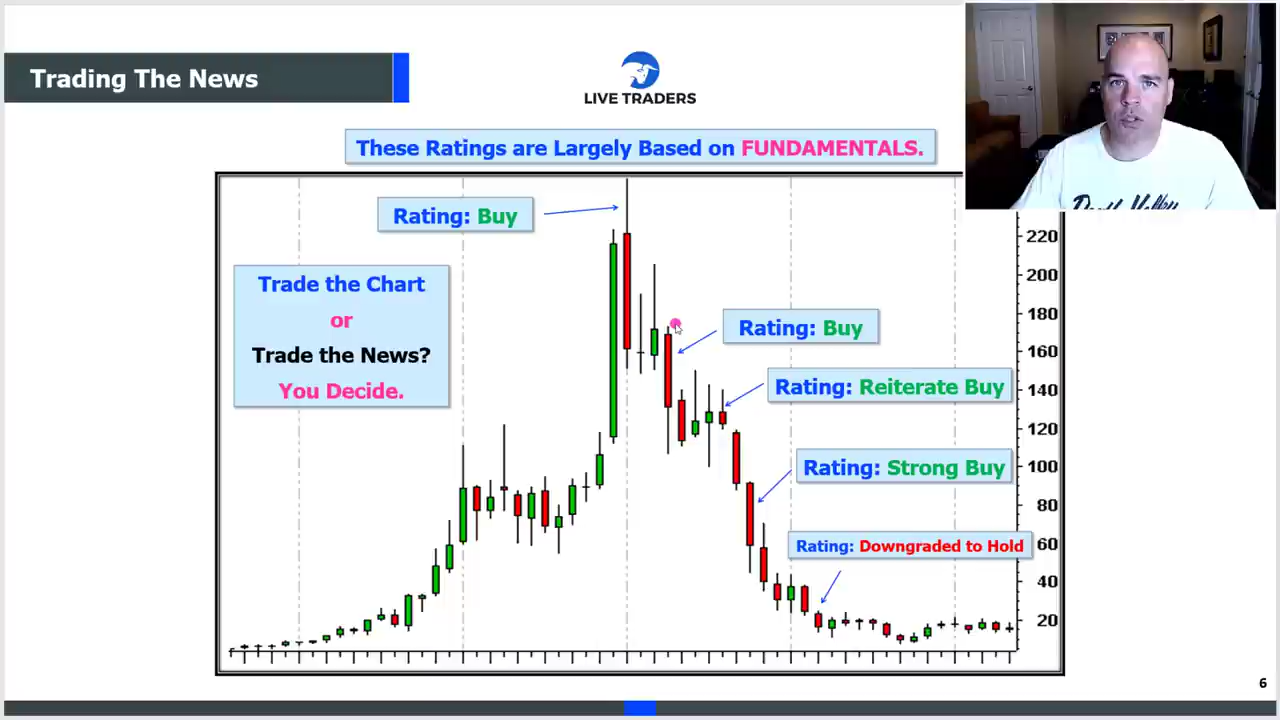 Trading The News
LIVE TRADERS
These Ratings are Largely Based on FUNDAMENTALS.
Rating: Buy
Trade the Chart
or
Trade the News?
You Decide.
Rating: Buy
Rating: Reiterate Buy
Rating: Strong Buy
Rating: Downgraded to Hold
220
200
180
160
140
120
100
80
60
40
20
6